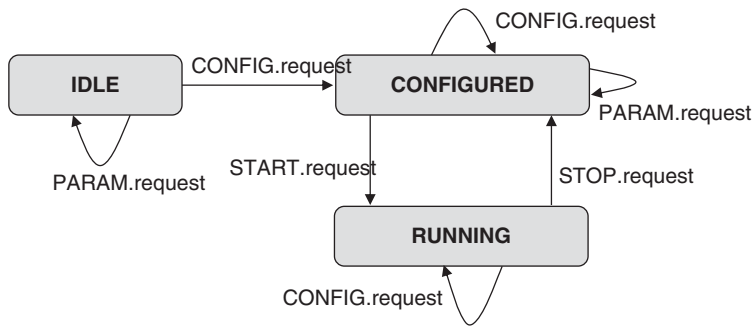 CONFIG.request
IDLE
CONFIG.request
CONFIGURED
PARAM.request
PARAM.request
START.request
STOP.request
RUNNING
CONFIG.request